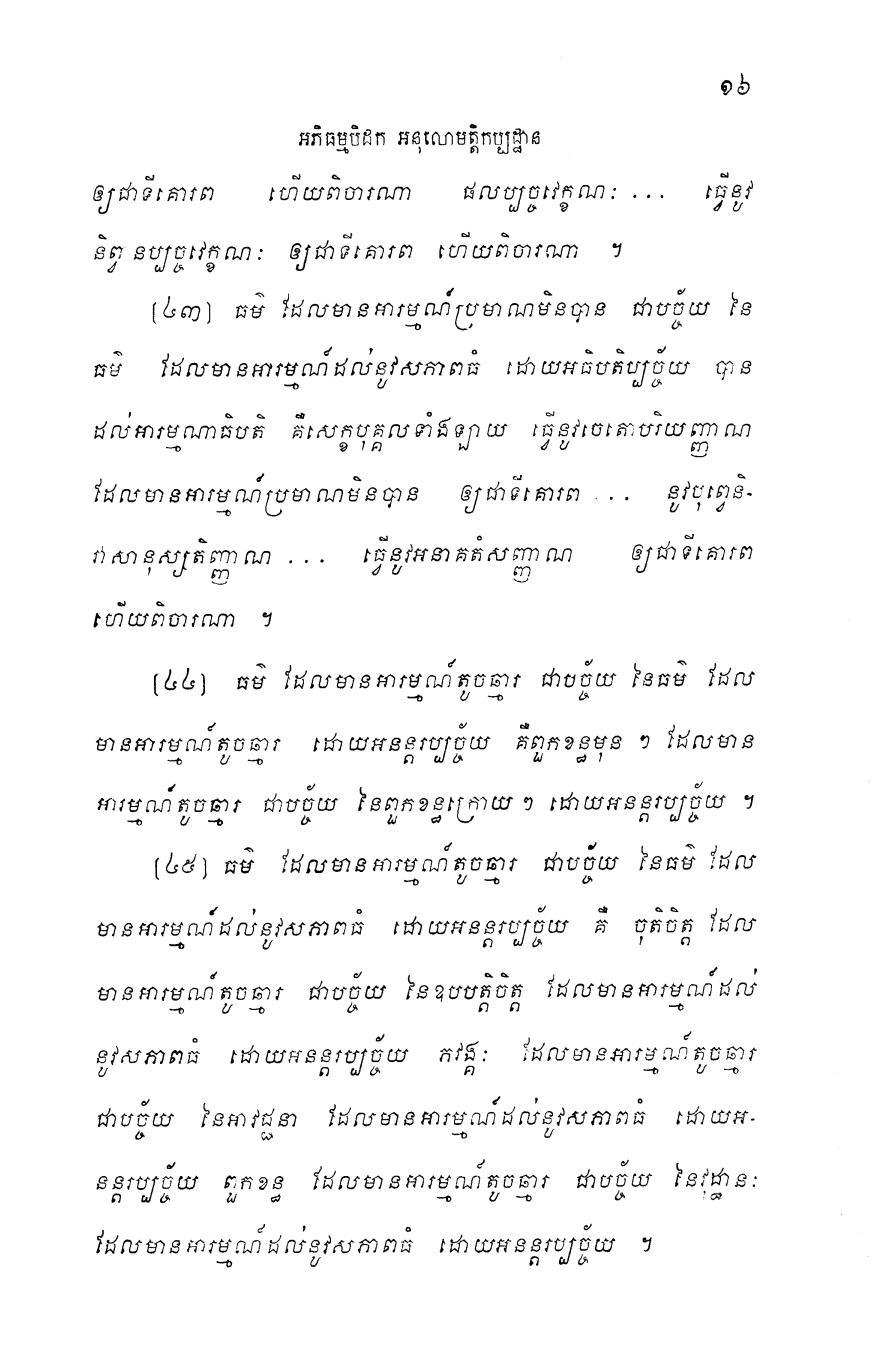 ១៦
អភិធម្មបិដក អនុលោមត្តិកប្បដ្ឋាន
ឲ្យជាទីគោរព ហើយពិចារណា ផលប្បច្ចវេក្ខណៈ ... ធ្វើនូវ
និព្វនប្បច្ចវេក្ខណៈ ឲ្យជាទីគោរព ហើយពិចារណា ។
[៤៣] ធម៌ ដែលមានអារម្មណ៍ប្រមាណមិនបាន ជាបច្ច័យ នៃ
ធម៌ ដែលមានអារម្មណ៍ដល់នូវសភាពធំ ដោយអធិបតិប្បច្ច័យ បាន
ដល់អារម្មណាធិបតិ គឺសេក្ខបុគ្គលទាំងឡាយ ធ្វើនូវចេតោបរិយញ្ញាណ
ដែលមានអារម្មណ៍ប្រមាណមិនបាន ឲ្យជាទីគោរព ... នូវបុព្វេនិ-
វាសានុស្សតិញ្ញាណ ... ធ្វើនូវអនាគតំសញ្ញាណ ឲ្យជាទីគោរព
ហើយពិចារណា ។
[៤៤] ធម៌ ដែលមានអារម្មណ៍តូចឆ្មារ ជាបច្ច័យ នៃធម៌ ដែល
មានអារម្មណ៍តូចឆ្មារ ដោយអនន្តរប្បច្ច័យ គឺពួកខន្ធមុន ៗ ដែលមាន
អារម្មណ៍តូចឆ្មារ ជាបច្ច័យ នៃពួកខន្ធក្រោយ ៗ ដោយអនន្តរប្បច្ច័យ ។
[៤៥] ធម៌ ដែលមានអារម្មណ៍តូចឆ្មារ ជាបច្ច័យ នៃធម៌ ដែល
មានអារម្មណ៍ដល់នូវសភាពធំ ដោយអនន្តរប្បច្ច័យ គឺ ចុតិចិត្ត ដែល
មានអារម្មណ៍តូចឆ្មារ ជាបច្ច័យ នៃឧបបត្តិចិត្ត ដែលមានអារម្មណ៍ដល់
នូវសភាពធំ ដោយអនន្តរប្បច្ច័យ ភវង្គៈ ដែលមានអារម្មណ៍តូចឆ្មារ
ជាបច្ច័យ នៃអាវជ្ជនា ដែលមានអារម្មណ៍ដល់នូវសភាពធំ ដោយអ-
នន្តរប្បច្ច័យ ពួកខន្ធ ដែលមានអារម្មណ៍តូចឆ្មារ ជាបច្ច័យ នៃវុដ្ឋានៈ
ដែលមានអារម្មណ៍ដល់នូវសភាពធំ ដោយអនន្តរប្បច្ច័យ ។